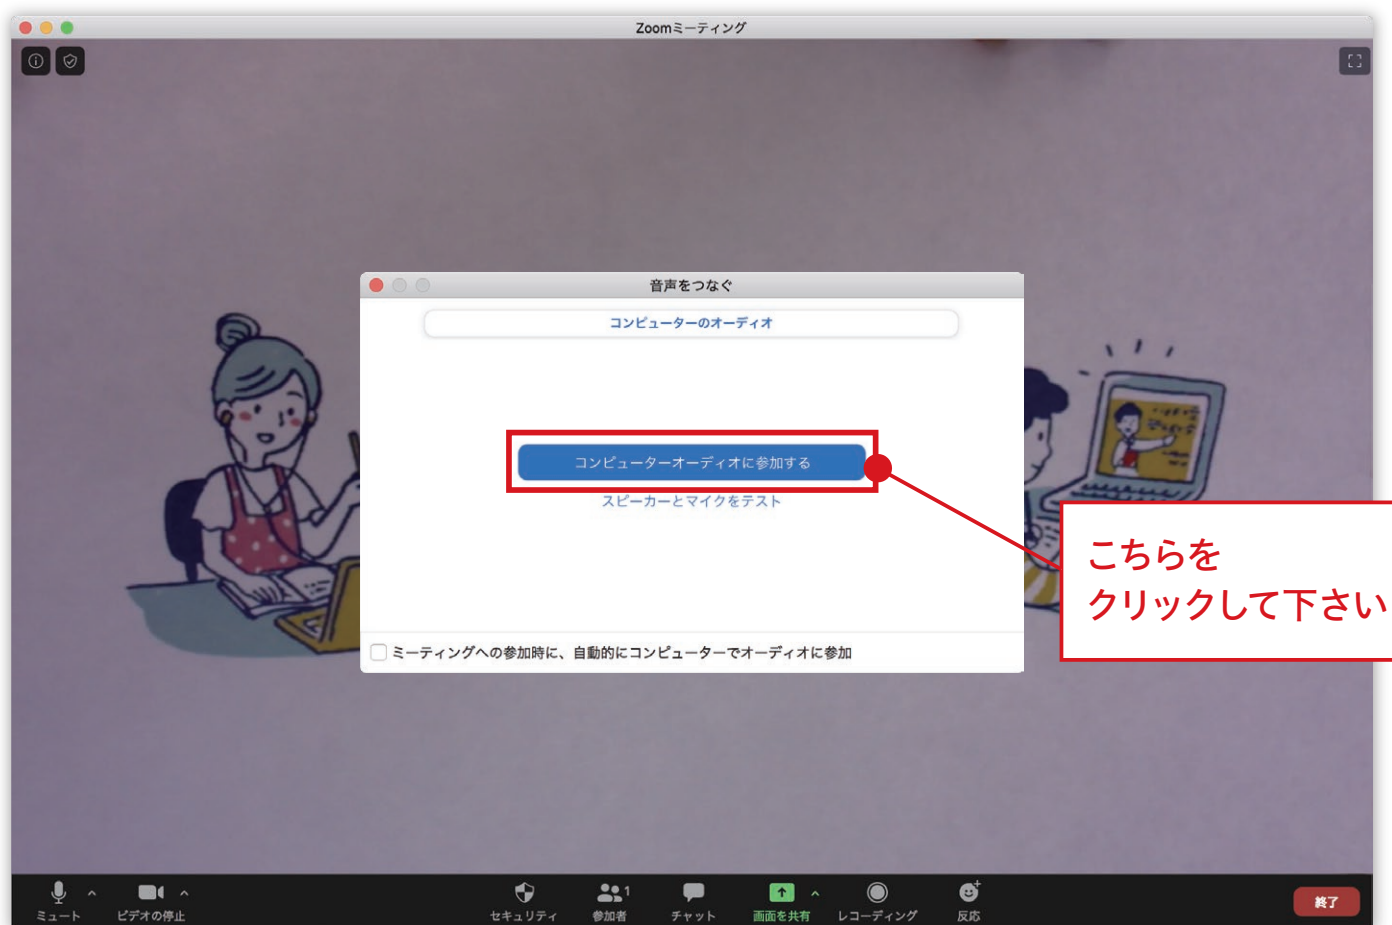 Zoomミーティング
音声をつなぐ
コンピューターのオーディオ
コンピューターオーディオに参加する
スピーカーとマイクをテスト
こちらを
クリックして下さい
ミーティングへの参加時に、自動的にコンピューターでオーディオに参加
1
ミュート
ビデオの停止
セキュリティ
参加者
チャット
画面を共有
レコーディング
反応
終了